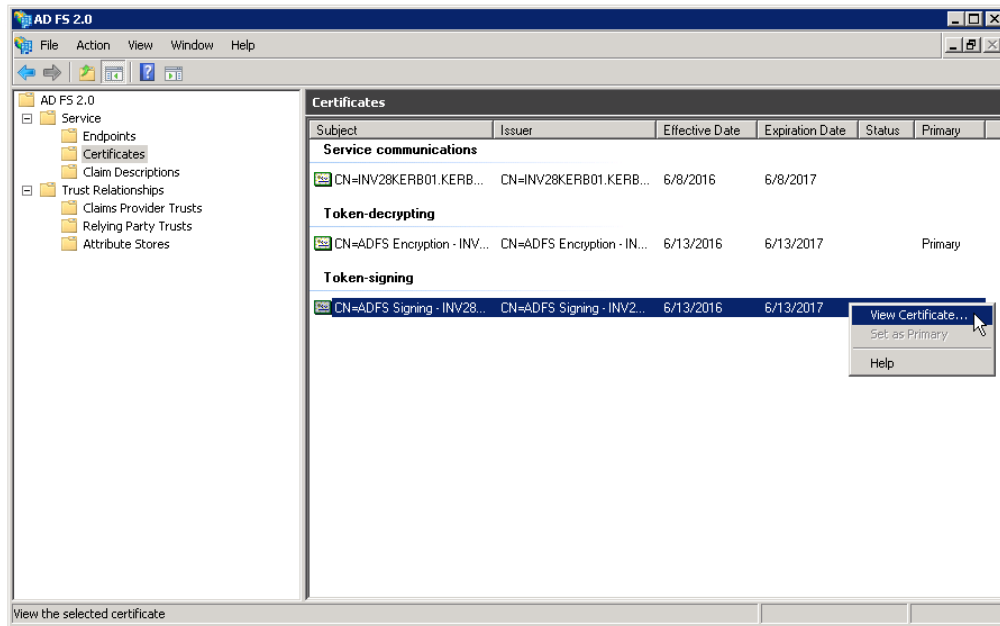 AD FS 2.0
File Action View Window Help
AD FS 2.0
Service
Endpoints
Certificates
Claim Descriptions
Trust Relationships
Claims Provider Trusts
Relying Party Trusts
Attribute Stores
Certificates
Subject Issuer Effective Date Expiration Date Status Primary
Service communications
CN=INV28KERB01.KERB... CN=INV28KERB01.KERB... 6/8/2016 6/8/2017
Token-decrypting
CN=ADFS Encryption - INV... CN=ADFS Encryption - IN... 6/13/2016 6/13/2017 Primary
Token-signing
CN=ADFS Signing - INV28... CN=ADFS Signing - INV2... 6/13/2016 6/13/2017
View Certificate...
Set as Primary
Help
View the selected certificate